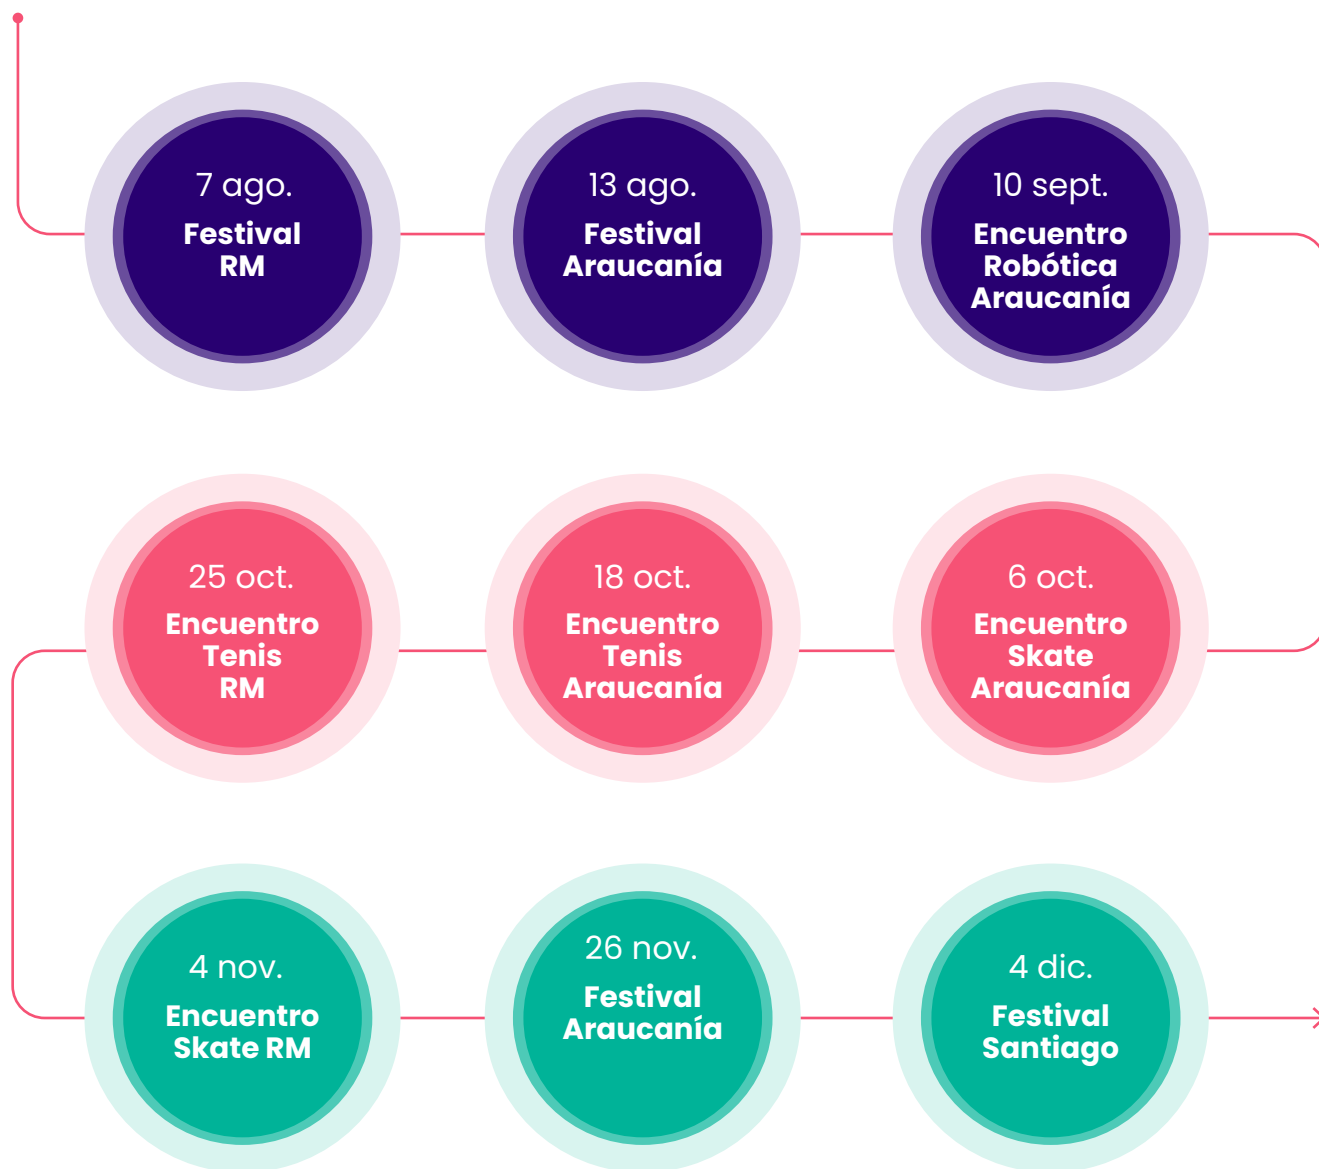 7 ago.
Festival
RM
13 ago.
Festival
Araucanía
10 sept.
Encuentro
Robótica
Araucanía
25 oct.
Encuentro
Tenis
RM
18 oct.
Encuentro
Tenis
Araucanía
6 oct.
Encuentro
Skate
Araucanía
4 nov.
Encuentro
Skate RM
26 nov.
Festival
Araucanía
4 dic.
Festival
Santiago